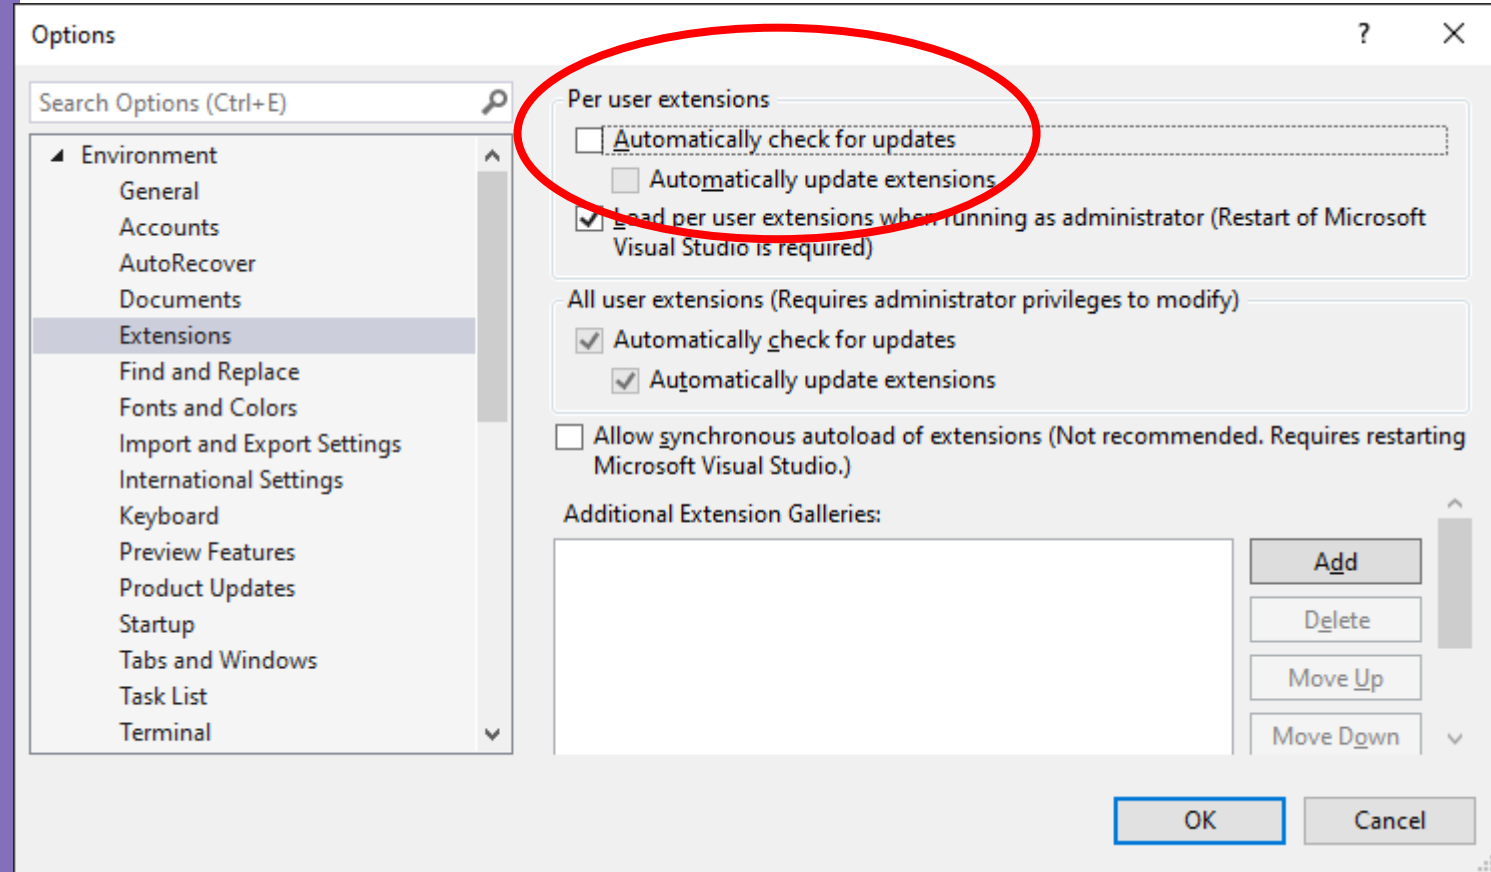 Options
?
Search Options (Ctrl+E)
Environment
General
Accounts
AutoRecover
Documents
Extensions
Find and Replace
Fonts and Colors
Import and Export Settings
International Settings
Keyboard
Preview Features
Product Updates
Startup
Tabs and Windows
Task List
Terminal
Per user extensions
Automatically check for updates
Automatically update extensions
Load per user extensions when running as administrator (Restart of Microsoft
Visual Studio is required)
All user extensions (Requires administrator privileges to modify)
Automatically check for updates
Automatically update extensions
Allow synchronous autoload of extensions (Not recommended. Requires restarting
Microsoft Visual Studio.)
Additional Extension Galleries:
Add
Delete
Move Up
Move Down
OK
Cancel